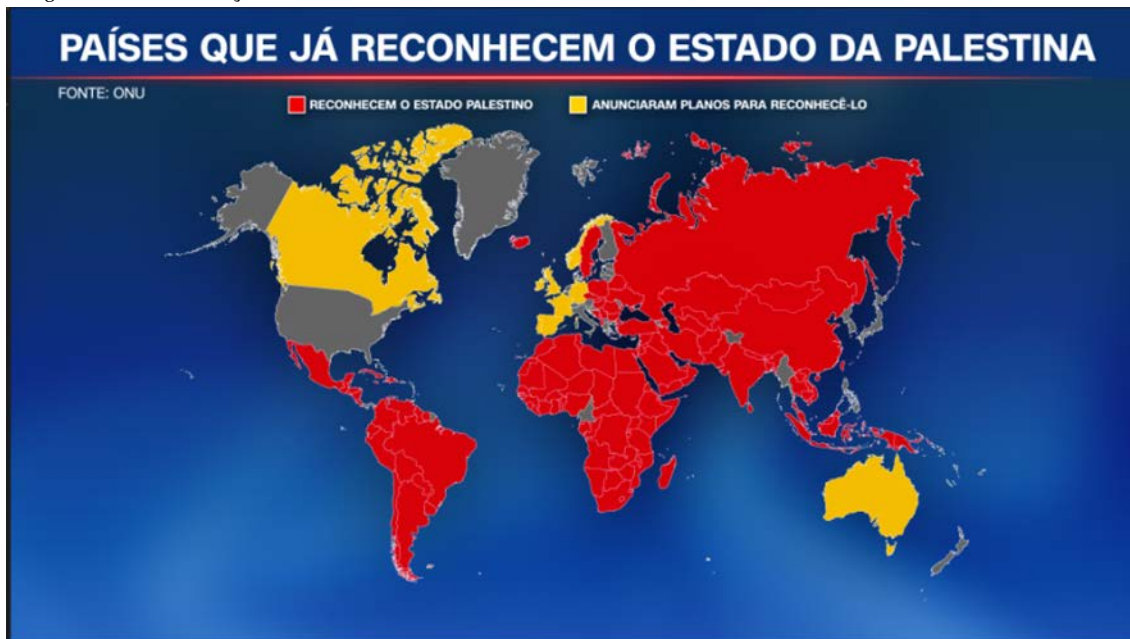 PAÍSES QUE JÁ RECONHECEM O ESTADO DA PALESTINA
FONTE: ONU
RECONHECEM O ESTADO PALESTINO
ANUNCIARAM PLANOS PARA RECONHECÊ-LO